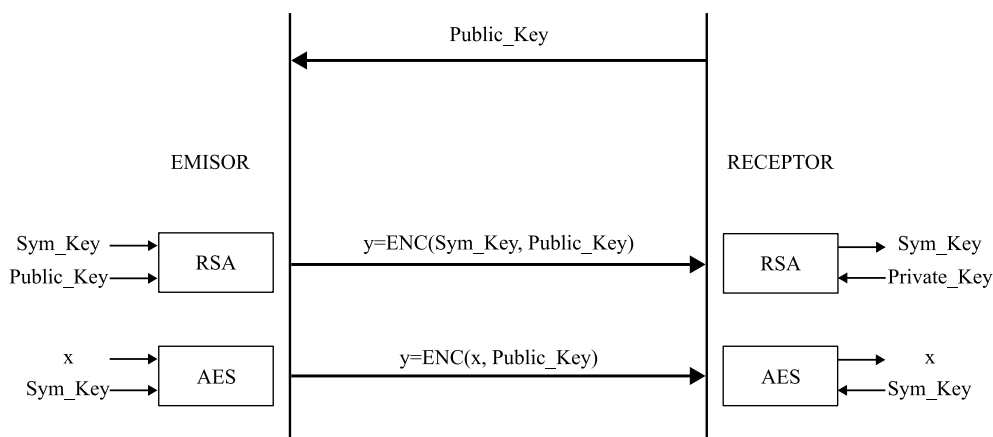 Public_Key
EMISOR
RECEPTOR
Sym_Key
Public_Key
RSA
y=ENC(Sym_Key, Public_Key)
RSA
Sym_Key
Private_Key
x
Sym_Key
AES
y=ENC(x, Public_Key)
AES
x
Sym_Key